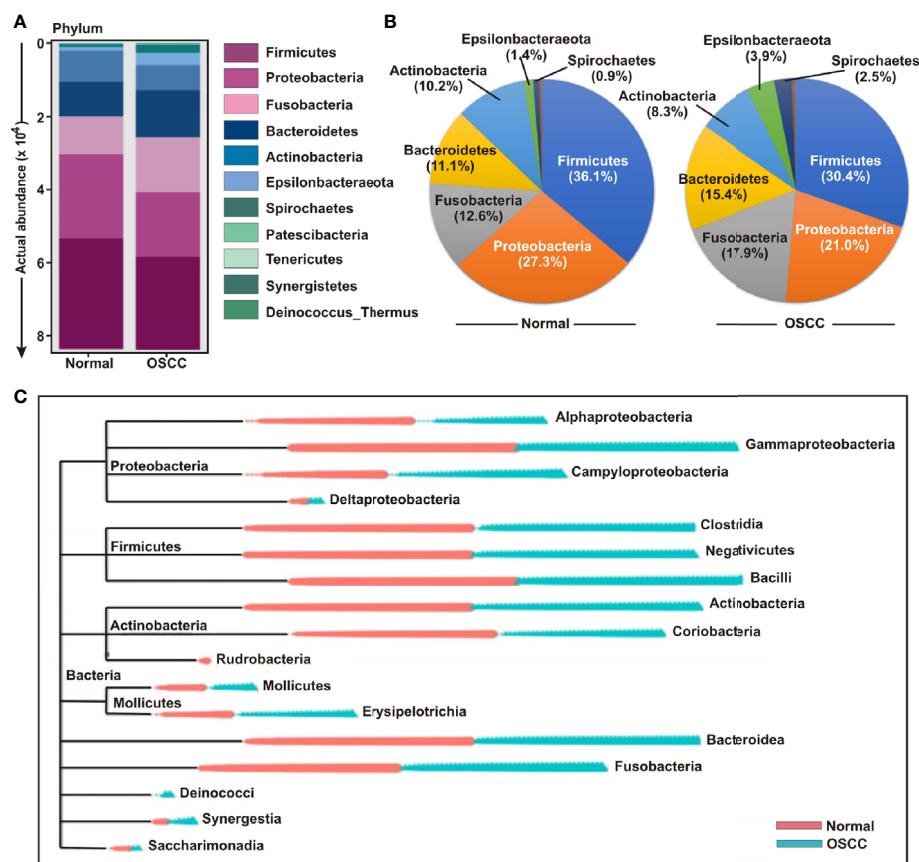 A
Phylum
Actual abundance (x 10⁴)
0
2
4
6
8
Normal
OSCC
Firmicutes
Proteobacteria
Fusobacteria
Bacteroidetes
Actinobacteria
Epsilonbacteraeota
Spirochaetes
Patescibacteria
Tenericutes
Synergistetes
Deinococcus_Thermus
B
Epsilonbacteraeota
(1.4%)
Spirochaetes
(0.9%)
Actinobacteria
(10.2%)
Bacteroidetes
(11.1%)
Firmicutes
(36.1%)
Fusobacteria
(12.6%)
Proteobacteria
(27.3%)
Normal
Epsilonbacteraeota
(3.9%)
Spirochaetes
(2.5%)
Actinobacteria
(8.3%)
Bacteroidetes
(15.4%)
Firmicutes
(30.4%)
Fusobacteria
(17.9%)
Proteobacteria
(21.0%)
OSCC
C
Alphaproteobacteria
Gammaproteobacteria
Proteobacteria
Campyloproteobacteria
Deltaproteobacteria
Clostridia
Firmicutes
Negativicutes
Bacilli
Actinobacteria
Actinobacteria
Coriobacteria
Rudrobacteria
Bacteria
Mollicutes
Mollicutes
Erysipelotrichia
Bacteroidea
Fusobacteria
Deinococci
Synergestia
Saccharimonadia
Normal
OSCC